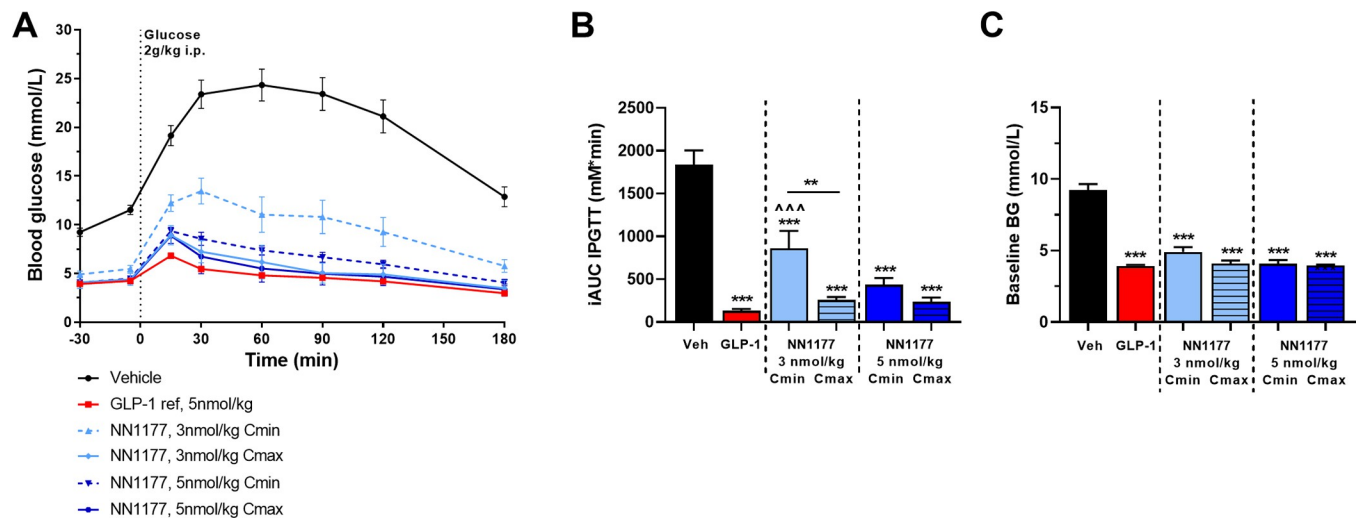 A
Blood glucose (mmol/L)
30
25
20
15
10
5
0
Glucose
2g/kg i.p.
-30 0 30 60 90 120 150 180
Time (min)
Vehicle
GLP-1 ref, 5nmol/kg
NN1177, 3nmol/kg Cmin
NN1177, 3nmol/kg Cmax
NN1177, 5nmol/kg Cmin
NN1177, 5nmol/kg Cmax
B
iAUC IPGTT (mM*min)
2500
2000
1500
1000
500
0
**
^^^
***
***
***
***
***
Veh GLP-1 NN1177 NN1177
3 nmol/kg 5 nmol/kg
Cmin Cmax Cmin Cmax
C
Baseline BG (mmol/L)
15
10
5
0
*** *** *** *** ***
Veh GLP-1 NN1177 NN1177
3 nmol/kg 5 nmol/kg
Cmin Cmax Cmin Cmax